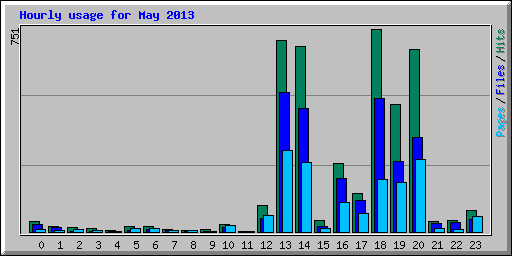 Hourly usage for May 2013
751
Pages / Files / Hits
0 1 2 3 4 5 6 7 8 9 10 11 12 13 14 15 16 17 18 19 20 21 22 23